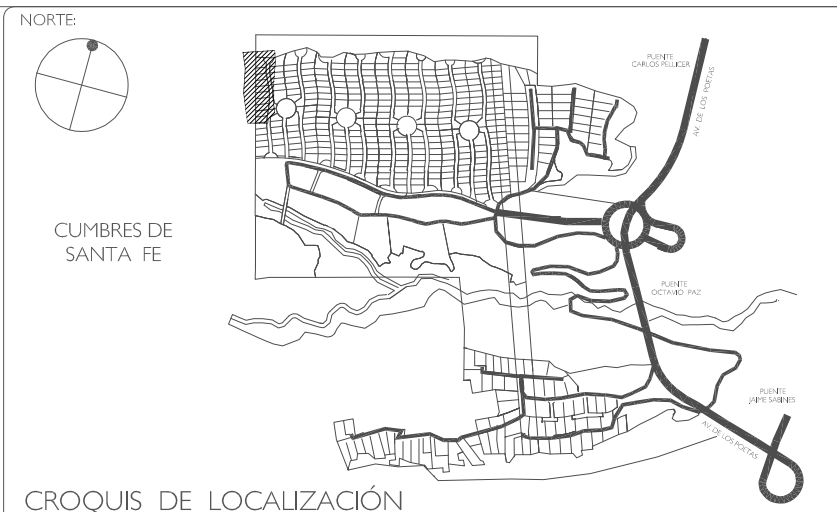 NORTE:
PUENTE
CARLOS PELLICER
AV. DE LOS POETAS
CUMBRES DE
SANTA FE
PUENTE
OCTAVIO PAZ
PUENTE
JAIME SABINES
AV. DE LOS POETAS
CROQUIS DE LOCALIZACIÓN